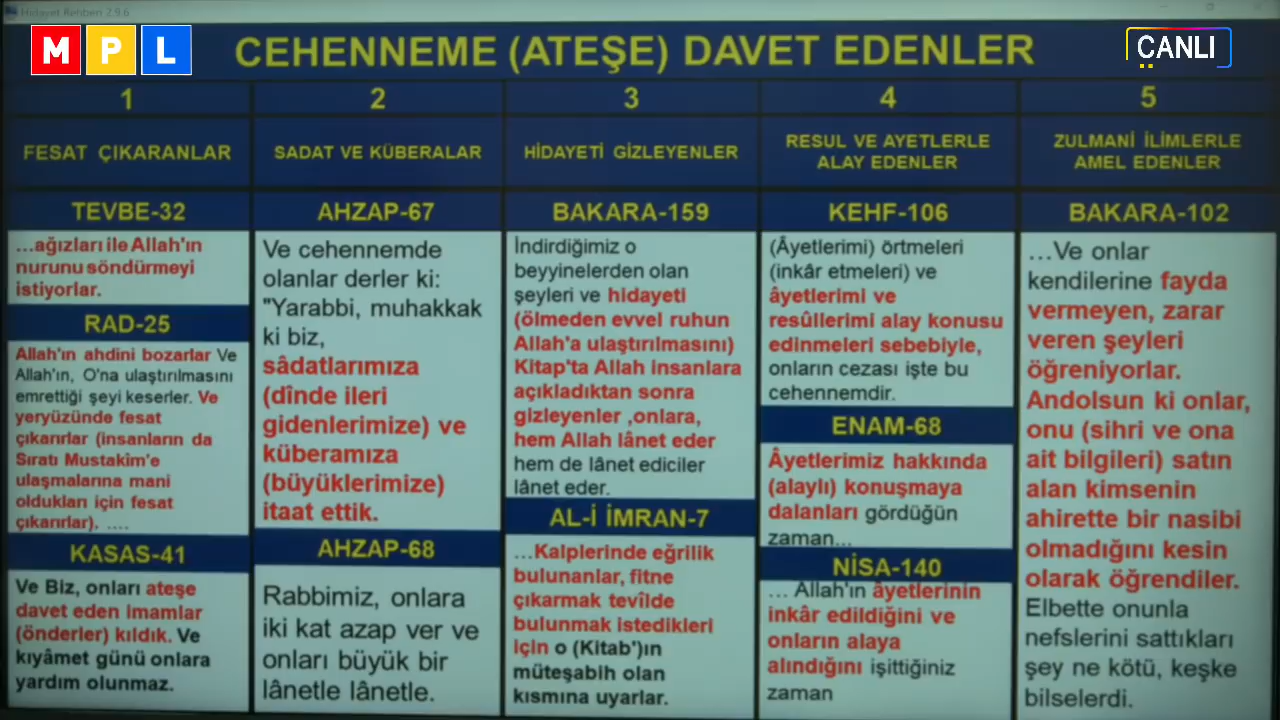 Hidayet Rehberi 7.9.6
M P L
CEHENNEME (ATEŞE) DAVET EDENLER
CANLI
1
2
3
4
5
FESAT ÇIKARANLAR
SADAT VE KÜBERALAR
HİDAYETİ GİZLEYENLER
RESUL VE AYETLERLE
ALAY EDENLER
ZULMANİ İLİMLERLE
AMEL EDENLER
TEVBE-32
...ağızları ile Allah'ın
nurunu söndürmeyi
istiyorlar.
RAD-25
Allah'ın ahdini bozarlar Ve
Allah'ın, O'na ulaştırılmasını
emrettiği şeyi keserler. Ve
yeryüzünde fesat
çıkarırlar (insanların da
Sıratı Mustakîm'e
ulaşmalarına mani
oldukları için fesat
çıkarırlar). ....
KASAS-41
Ve Biz, onları ateşe
davet eden imamlar
(önderler) kıldık. Ve
kıyâmet günü onlara
yardım olunmaz.
AHZAP-67
Ve cehennemde
olanlar derler ki:
"Yarabbi, muhakkak
ki biz,
sâdatlarımıza
(dînde ileri
gidenlerimize) ve
küberamıza
(büyüklerimize)
itaat ettik.
AHZAP-68
Rabbimiz, onlara
iki kat azap ver ve
onları büyük bir
lânetle lânetle.
BAKARA-159
İndirdiğimiz o
beyyinelerden olan
şeyleri ve hidayeti
(ölmeden evvel ruhun
Allah'a ulaştırılmasını)
Kitap'ta Allah insanlara
açıkladıktan sonra
gizleyenler ,onlara,
hem Allah lânet eder
hem de lânet ediciler
lânet eder.
AL-İ İMRAN-7
...Kalplerinde eğrilik
bulunanlar, fitne
çıkarmak tevîlde
bulunmak istedikleri
için o (Kitab')ın
müteşabih olan
kısmına uyarlar.
KEHF-106
(Âyetlerimi) örtmeleri
(inkâr etmeleri) ve
âyetlerimi ve
resûllerimi alay konusu
edinmeleri sebebiyle,
onların cezası işte bu
cehennemdir.
ENAM-68
Âyetlerimiz hakkında
(alaylı) konuşmaya
dalanları gördüğün
zaman...
NİSA-140
... Allah'ın âyetlerinin
inkâr edildiğini ve
onların alaya
alındığını işittiğiniz
zaman
BAKARA-102
...Ve onlar
kendilerine fayda
vermeyen, zarar
veren şeyleri
öğreniyorlar.
Andolsun ki onlar,
onu (sihri ve ona
ait bilgileri) satın
alan kimsenin
ahirette bir nasibi
olmadığını kesin
olarak öğrendiler.
Elbette onunla
nefslerini sattıkları
şey ne kötü, keşke
bilselerdi.